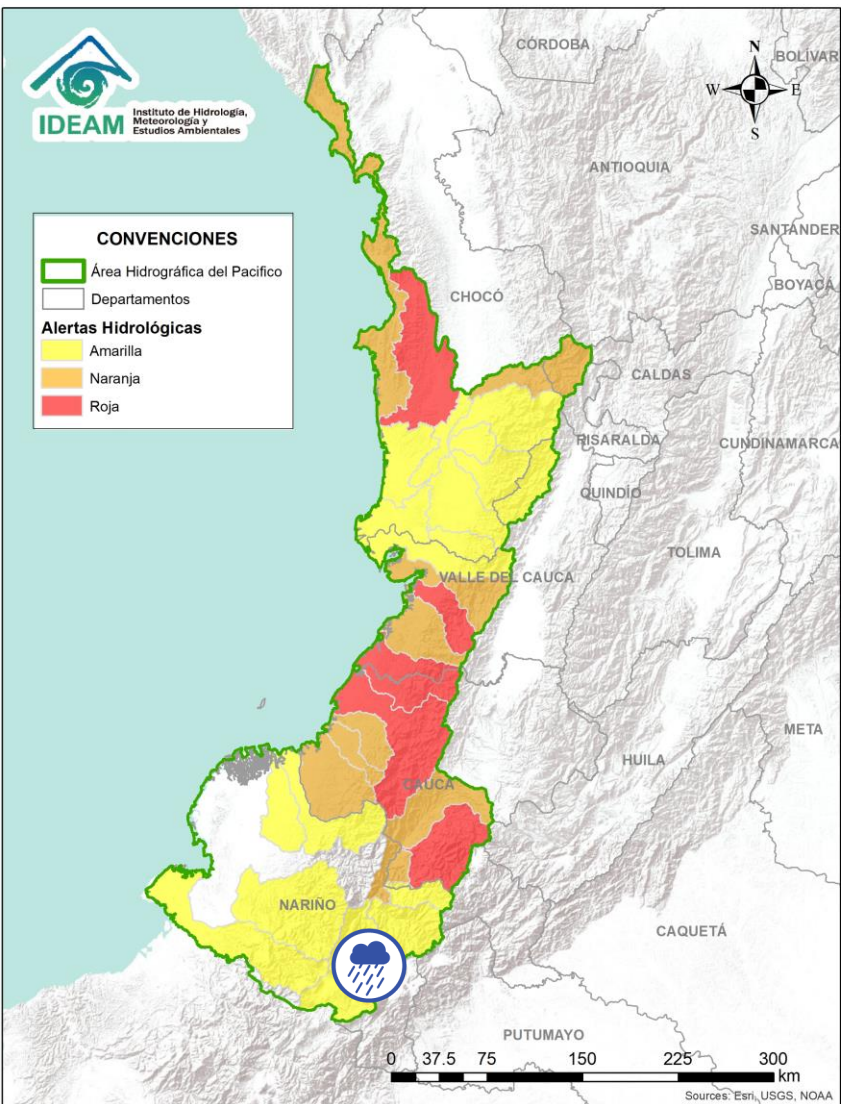 IDEAM
Instituto de Hidrología,
Meteorología y
Estudios Ambientales
CÓRDOBA
BOLÍVAR
N
W
E
S
ANTIOQUIA
SANTANDER
BOYACÁ
CONVENCIONES
Área Hidrográfica del Pacifico
Departamentos
Alertas Hidrológicas
Amarilla
Naranja
Roja
CHOCÓ
CALDAS
RISARALDA
CUNDINAMARCA
QUINDÍO
TOLIMA
VALLE DEL CAUCA
META
HUILA
CAUCA
NARIÑO
CAQUETÁ
PUTUMAYO
0 37.5 75 150 225 300
km
Sources: Esri, USGS, NOAA